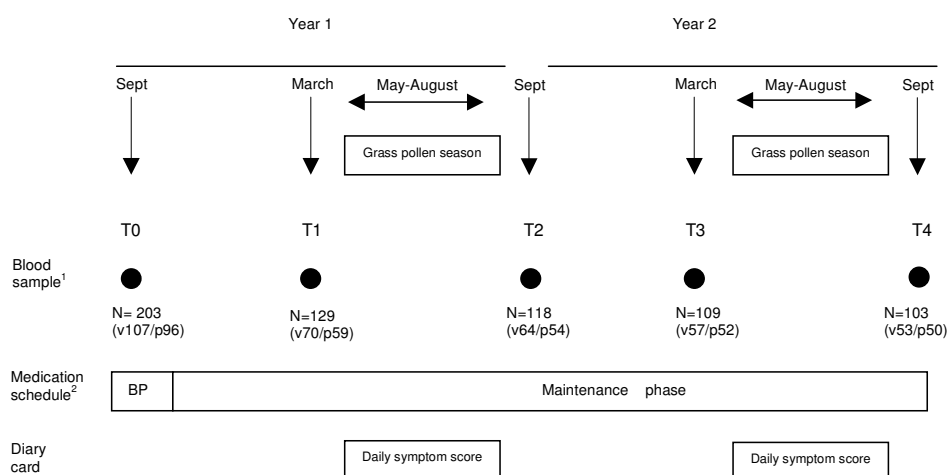 Year 1 Year 2
Sept March May-August Sept March May-August Sept
Grass pollen season Grass pollen season
T0 T1 T2 T3 T4
Blood
sample1
N= 203 N=129 N=118 N=109 N=103
(v107/p96) (v70/p59) (v64/p54) (v57/p52) (v53/p50)
Medication
schedule2
BP Maintenance phase
Diary
card
Daily symptom score Daily symptom score